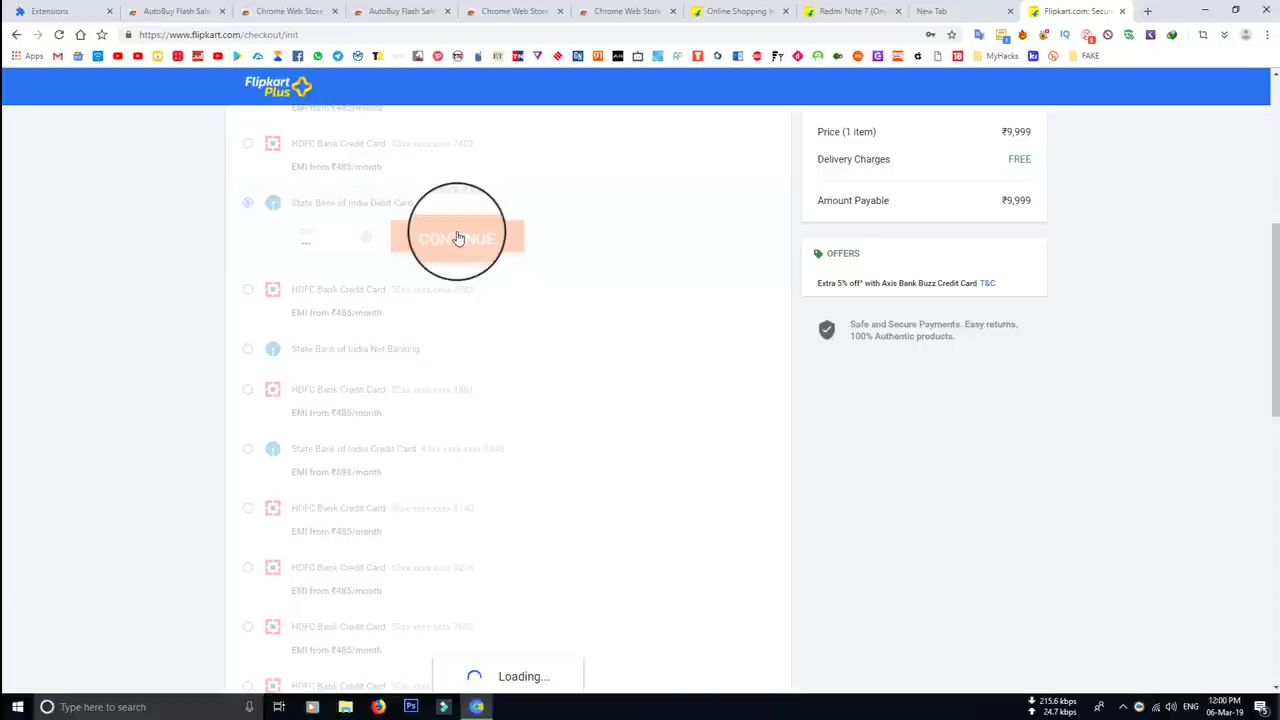 Extensions
AutoBuy Flash Sale
Chrome Web Store
AutoBuy Flash Sale
Chrome Web Store
Chrome Web Store
Online Shopping In
Redmi Note 7 (On
New Tab
Flipkart.com: Secu
https://www.flipkart.com/checkout/init
Apps
MyHacks
FAKE
Flipkart
Plus
EMI from ₹485/month
HDFC Bank Credit Card
EMI from ₹485/month
State Bank of India Debit Card
CONTINUE
HDFC Bank Credit Card
EMI from ₹485/month
State Bank of India Net Banking
HDFC Bank Credit Card
EMI from ₹485/month
State Bank of India Credit Card
EMI from ₹898/month
HDFC Bank Credit Card
EMI from ₹485/month
HDFC Bank Credit Card
EMI from ₹485/month
HDFC Bank Credit Card
EMI from ₹485/month
HDFC Bank Credit Card
Loading...
Price (1 item) ₹9,999
Delivery Charges FREE
Amount Payable ₹9,999
OFFERS
Extra 5% off* with Axis Bank Buzz Credit Card T&C
Safe and Secure Payments. Easy returns.
100% Authentic products.
Type here to search
215.6 kbps
24.7 kbps
12:00 PM
06-Mar-19